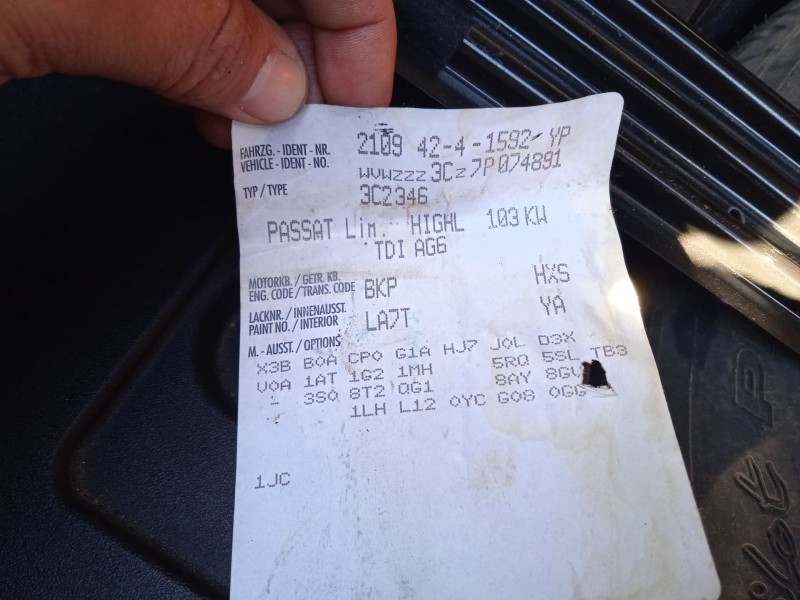 2109 42-4-1592 YP
FAHRZG.-IDENT-NR.
VEHICLE-IDENT-NO.
WVWZZZ3CZ7P074891
TYP/TYPE
3C2346
PASSAT Lim. HIGHL 103 KW
TDI AG6
MOTORKB./GETR.KB.
ENG. CODE/TRANS. CODE
BKP HXS
LACKNR./INNENAUSST.
PAINT NO./INTERIOR
LA7T YA
M.-AUSST./OPTIONS
X3B B0A CP0 G1A HJ7 J0L D3X
V0A 1AT 1G2 1MH 5RQ 5SL TB3
3S0 8T2 QG1 8AY 8GV
1LH L12 0YC G08 0GG
1JC
P